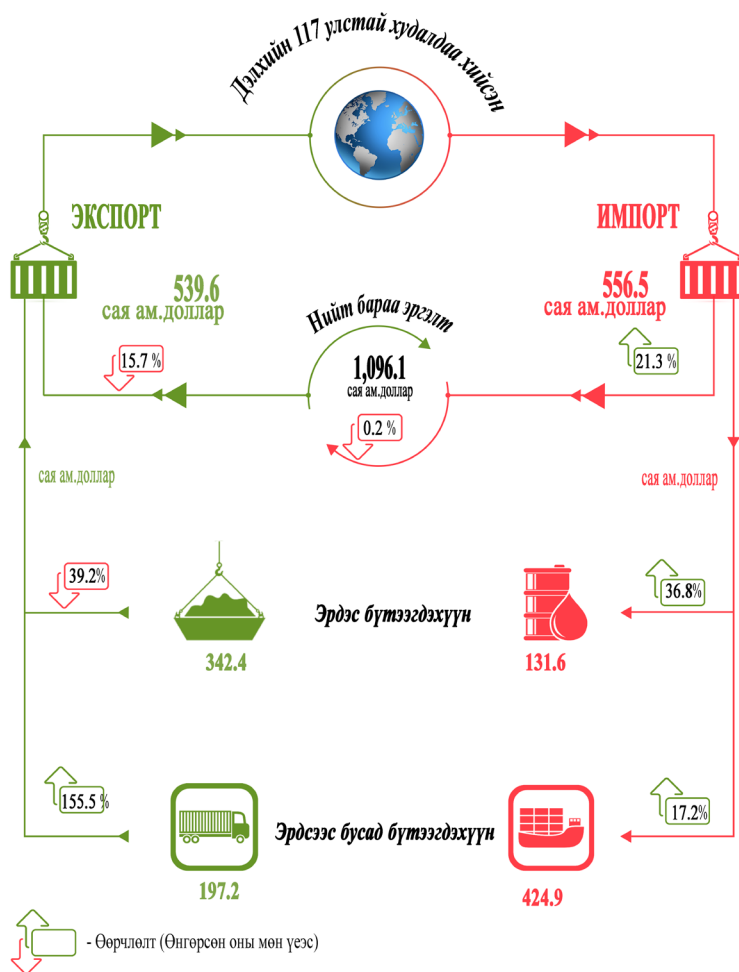 Дэлхийн 117 улстай худалдаа хийсэн
ЭКСПОРТ
ИМПОРТ
539.6
сая ам.доллар
556.5
сая ам.доллар
Нийт бараа эргэлт
15.7 %
1,096.1
сая ам.доллар
21.3 %
0.2 %
сая ам.доллар
сая ам.доллар
39.2%
36.8%
Эрдэс бүтээгдэхүүн
342.4
131.6
155.5 %
17.2%
Эрдсээс бусад бүтээгдэхүүн
197.2
424.9
- Өөрчлөлт (Өнгөрсөн оны мөн үеэс)